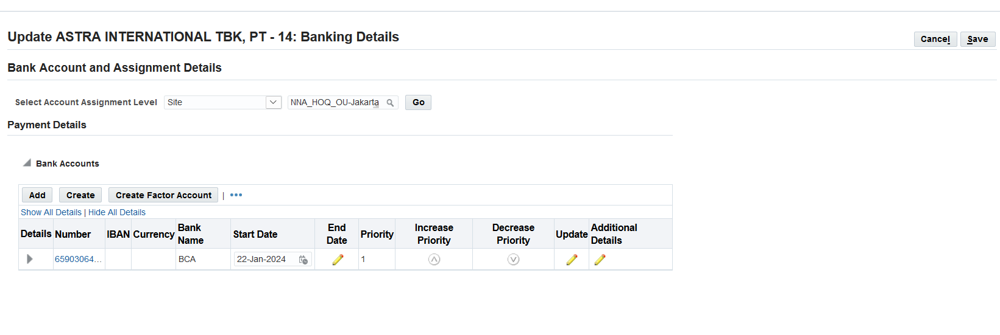 Update ASTRA INTERNATIONAL TBK, PT - 14: Banking Details
Cancel Save
Bank Account and Assignment Details
Select Account Assignment Level Site NNA_HOQ_OU-Jakarta Go
Payment Details
Bank Accounts
Add Create Create Factor Account | •••
Show All Details | Hide All Details
Details Number IBAN Currency Bank Name Start Date End Date Priority Increase Priority Decrease Priority Update Additional Details
65903064... BCA 22-Jan-2024 1